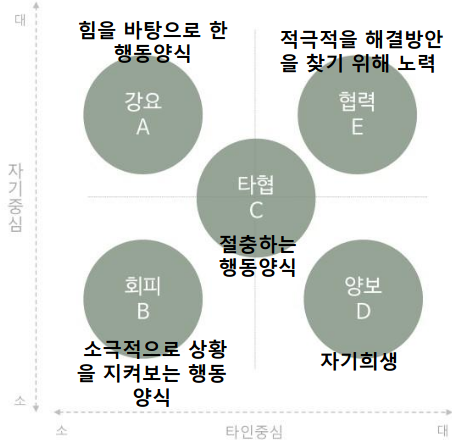 대
힘을 바탕으로 한
행동양식
적극적을 해결방안
을 찾기 위해 노력
강요
A
협력
E
자기중심
타협
C
절충하는
행동양식
회피
B
양보
D
소극적으로 상황
을 지켜보는 행동
양식
자기희생
소
소
타인중심
대